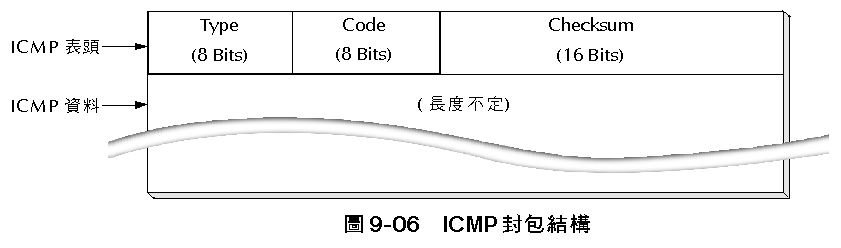 Type Code Checksum
ICMP 表頭 (8 Bits) (8 Bits) (16 Bits)
ICMP 資料 (長度不定)
圖 9-06 ICMP 封包結構